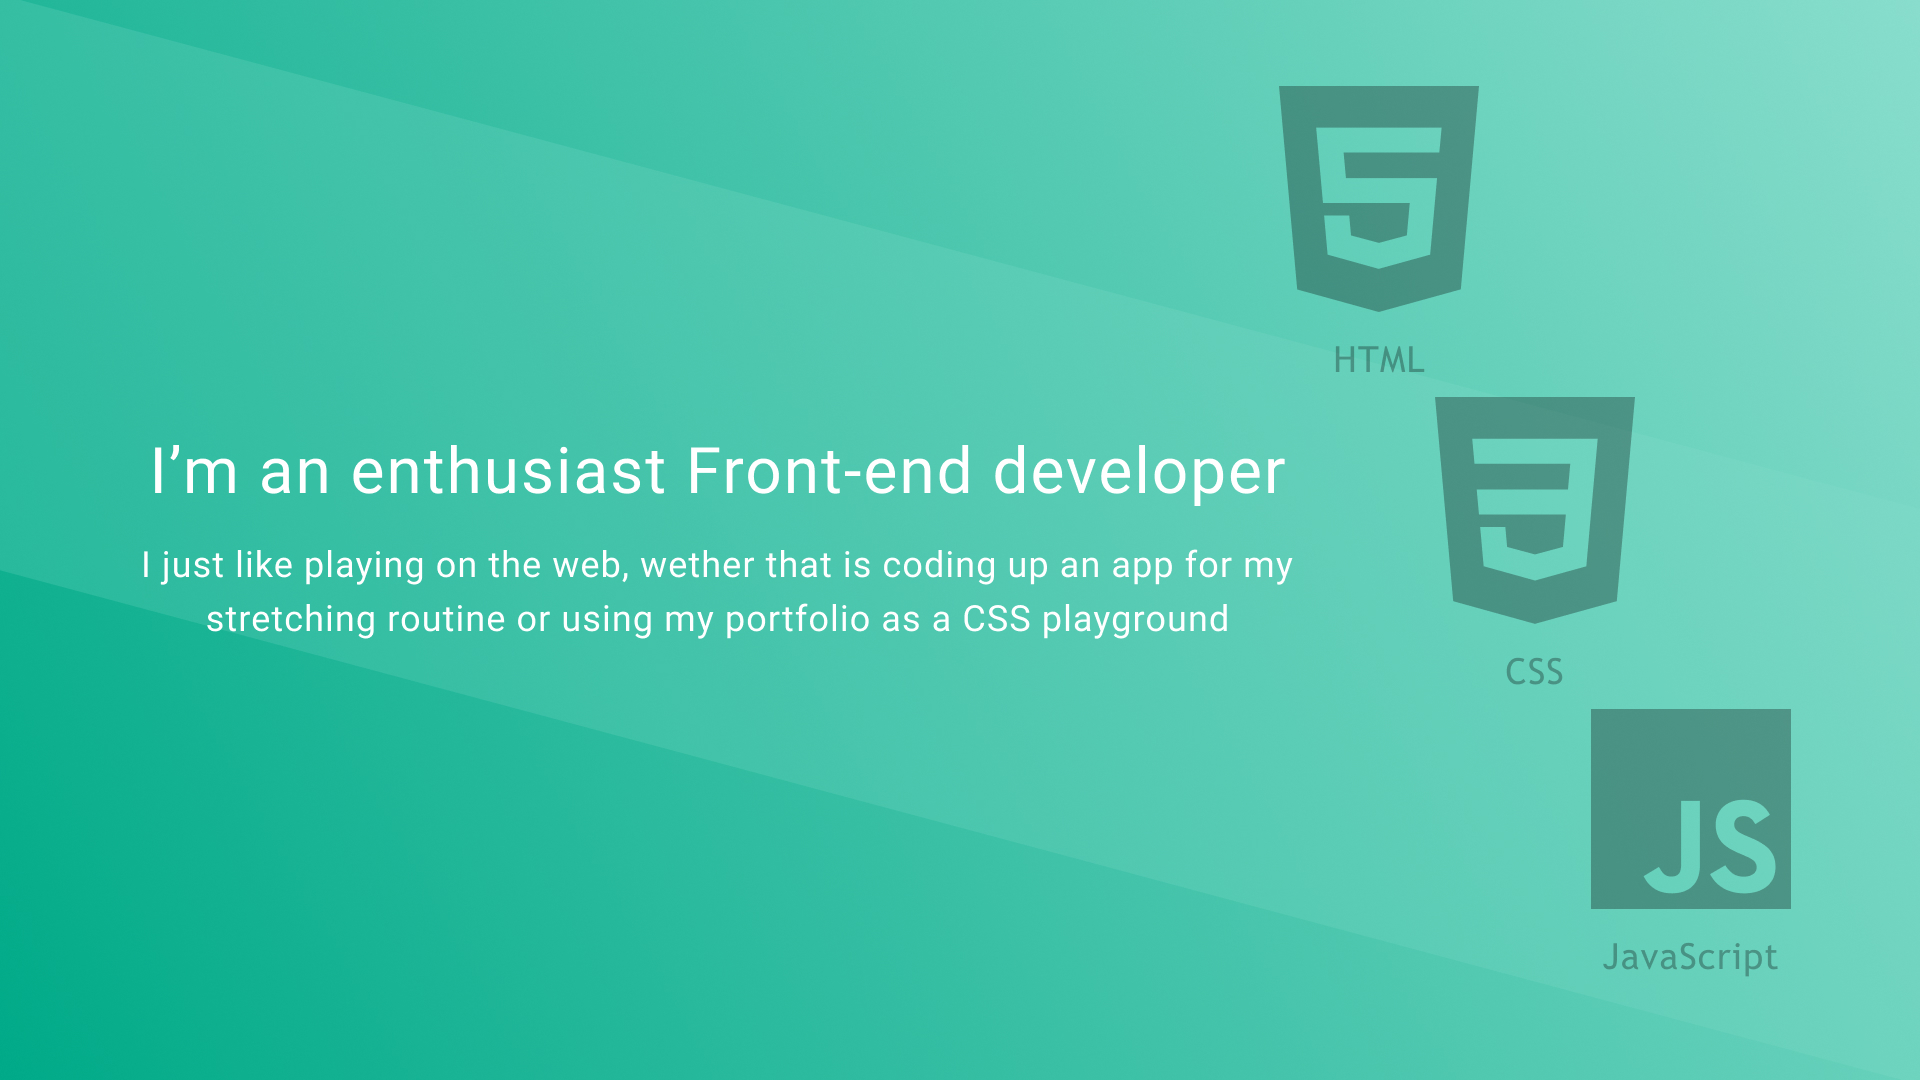 HTML
I’m an enthusiast Front-end developer
I just like playing on the web, wether that is coding up an app for my
stretching routine or using my portfolio as a CSS playground
CSS
JS
JavaScript